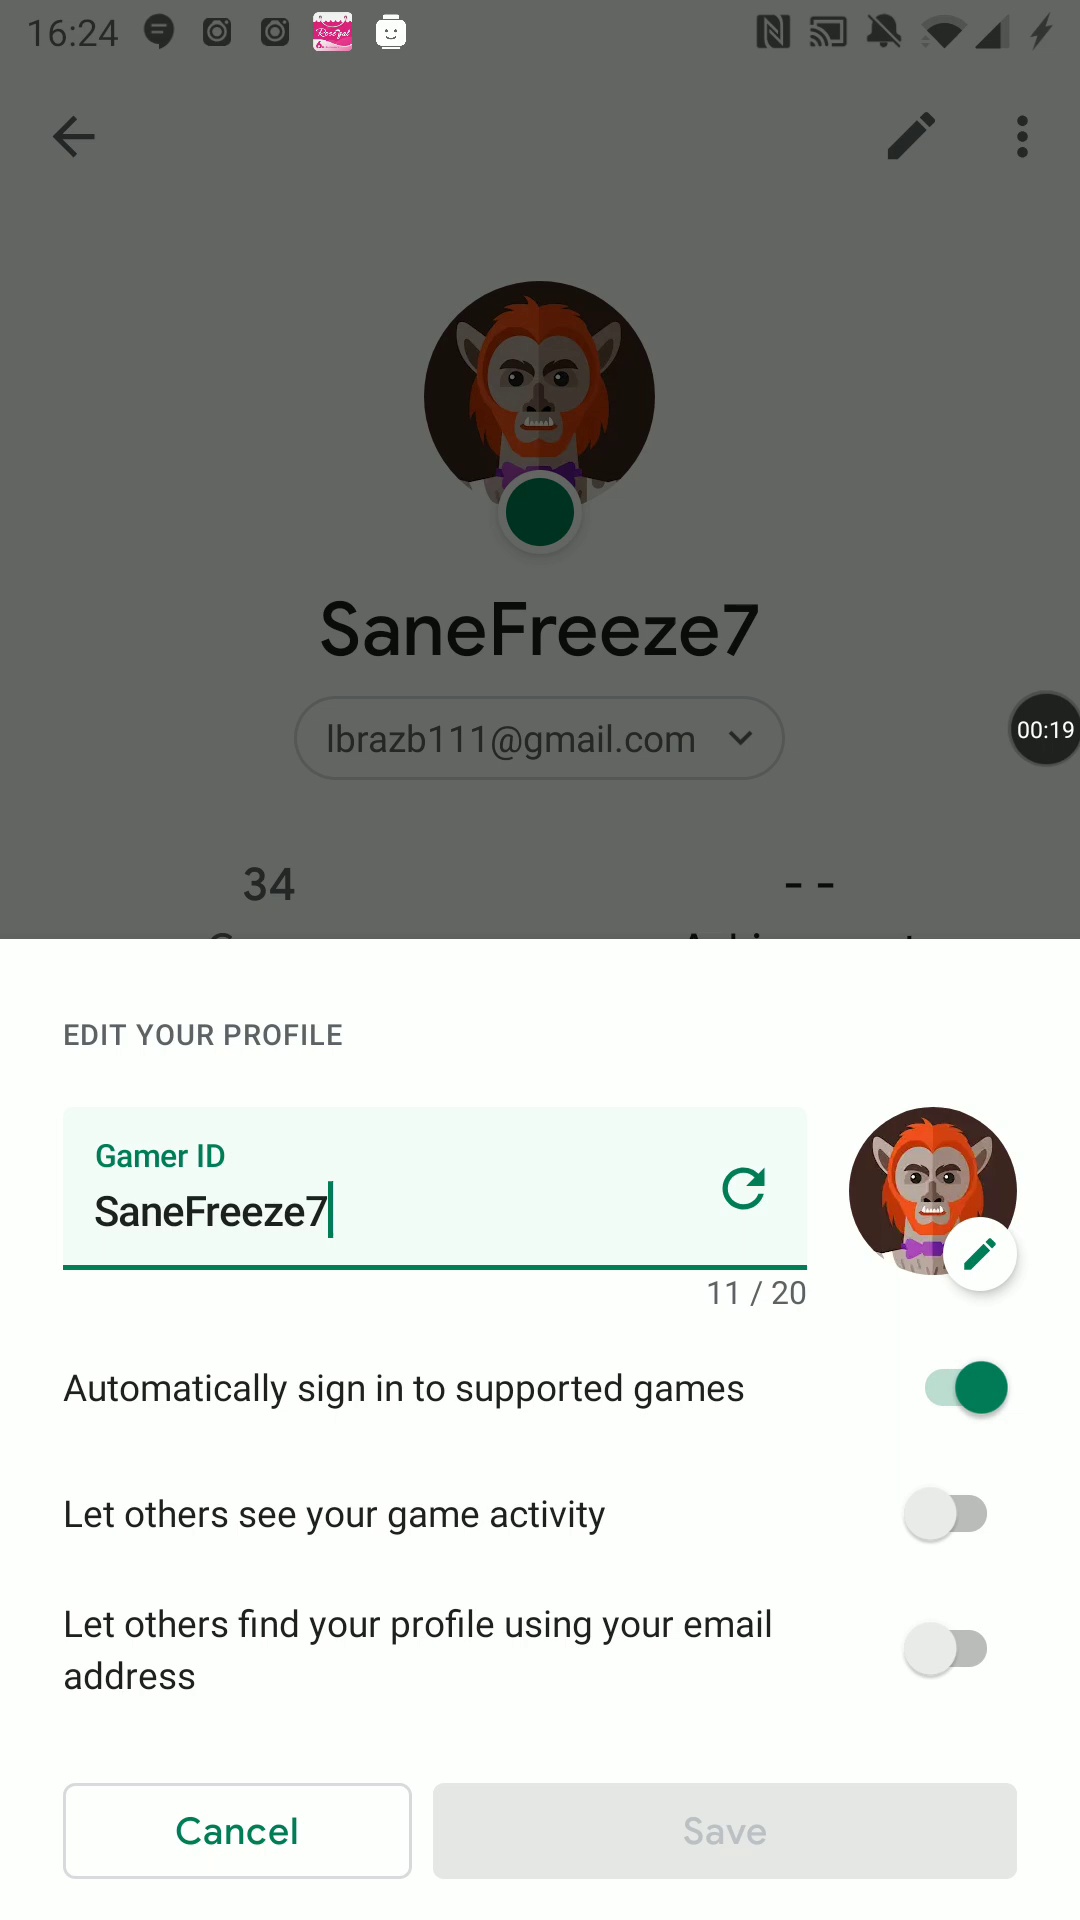 16:24
Rosegal
SaneFreeze7
lbrazb111@gmail.com
00:19
34
- -
EDIT YOUR PROFILE
Gamer ID
SaneFreeze7
11 / 20
Automatically sign in to supported games
Let others see your game activity
Let others find your profile using your email
address
Cancel
Save